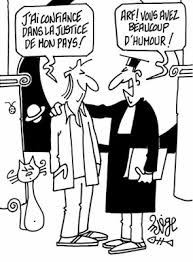 J'AI CONFIANCE
DANS LA JUSTICE
DE MON PAYS !
ARF! VOUS AVEZ
BEAUCOUP
D'HUMOUR !